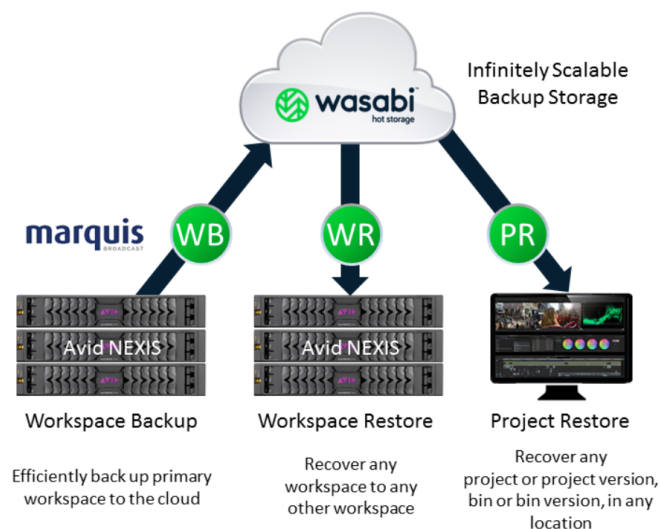 Infinitely Scalable
Backup Storage
wasabi
hot storage
marquis
BROADCAST
WB
WR
PR
Avid NEXIS
Avid NEXIS
Workspace Backup
Workspace Restore
Project Restore
Efficiently back up primary
workspace to the cloud
Recover any
workspace to any
other workspace
Recover any
project or project version,
bin or bin version, in any
location